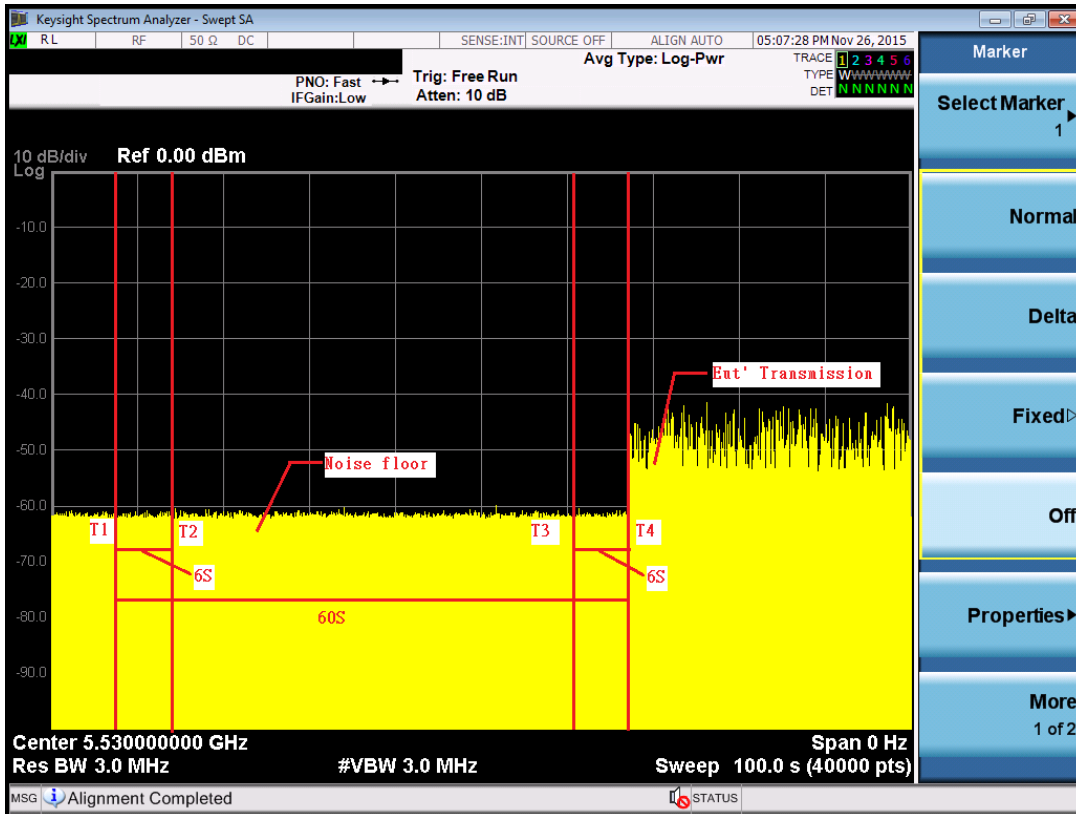 Keysight Spectrum Analyzer - Swept SA
LXI RL RF 50 Ω DC SENSE:INT SOURCE OFF ALIGN AUTO 05:07:28 PM Nov 26, 2015
Marker
Avg Type: Log-Pwr
TRACE 1 2 3 4 5 6
PNO: Fast
Trig: Free Run
TYPE WWWWWW
IFGain:Low
Atten: 10 dB
DET N N N N N N
Select Marker
1
10 dB/div Ref 0.00 dBm
Log
Normal
-10.0
-20.0
Delta
-30.0
Eut' Transmission
-40.0
Fixed
-50.0
Noise floor
-60.0
Off
T1 T2 T3 T4
-70.0
6S 6S
-80.0
60S
Properties
-90.0
More
1 of 2
Center 5.530000000 GHz Span 0 Hz
Res BW 3.0 MHz #VBW 3.0 MHz Sweep 100.0 s (40000 pts)
MSG Alignment Completed STATUS